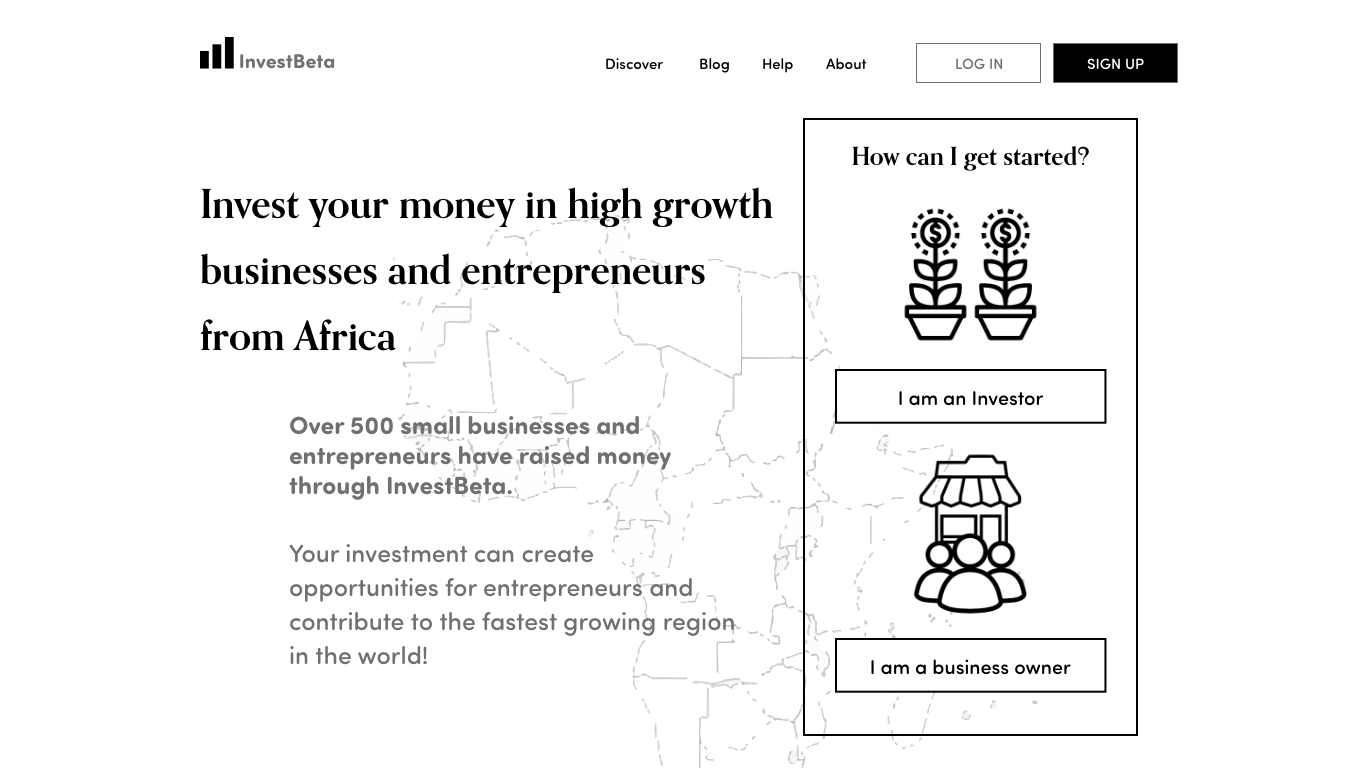 InvestBeta
Discover
Blog
Help
About
LOG IN
SIGN UP
Invest your money in high growth
businesses and entrepreneurs
from Africa
Over 500 small businesses and
entrepreneurs have raised money
through InvestBeta.
Your investment can create
opportunities for entrepreneurs and
contribute to the fastest growing region
in the world!
How can I get started?
$ $
I am an Investor
I am a business owner